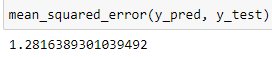 mean_squared_error(y_pred, y_test)
1.2816389301039492